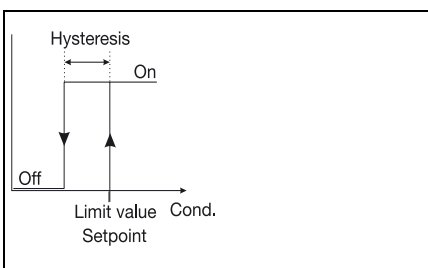 Hysteresis
On
Off
Limit value Cond.
Setpoint